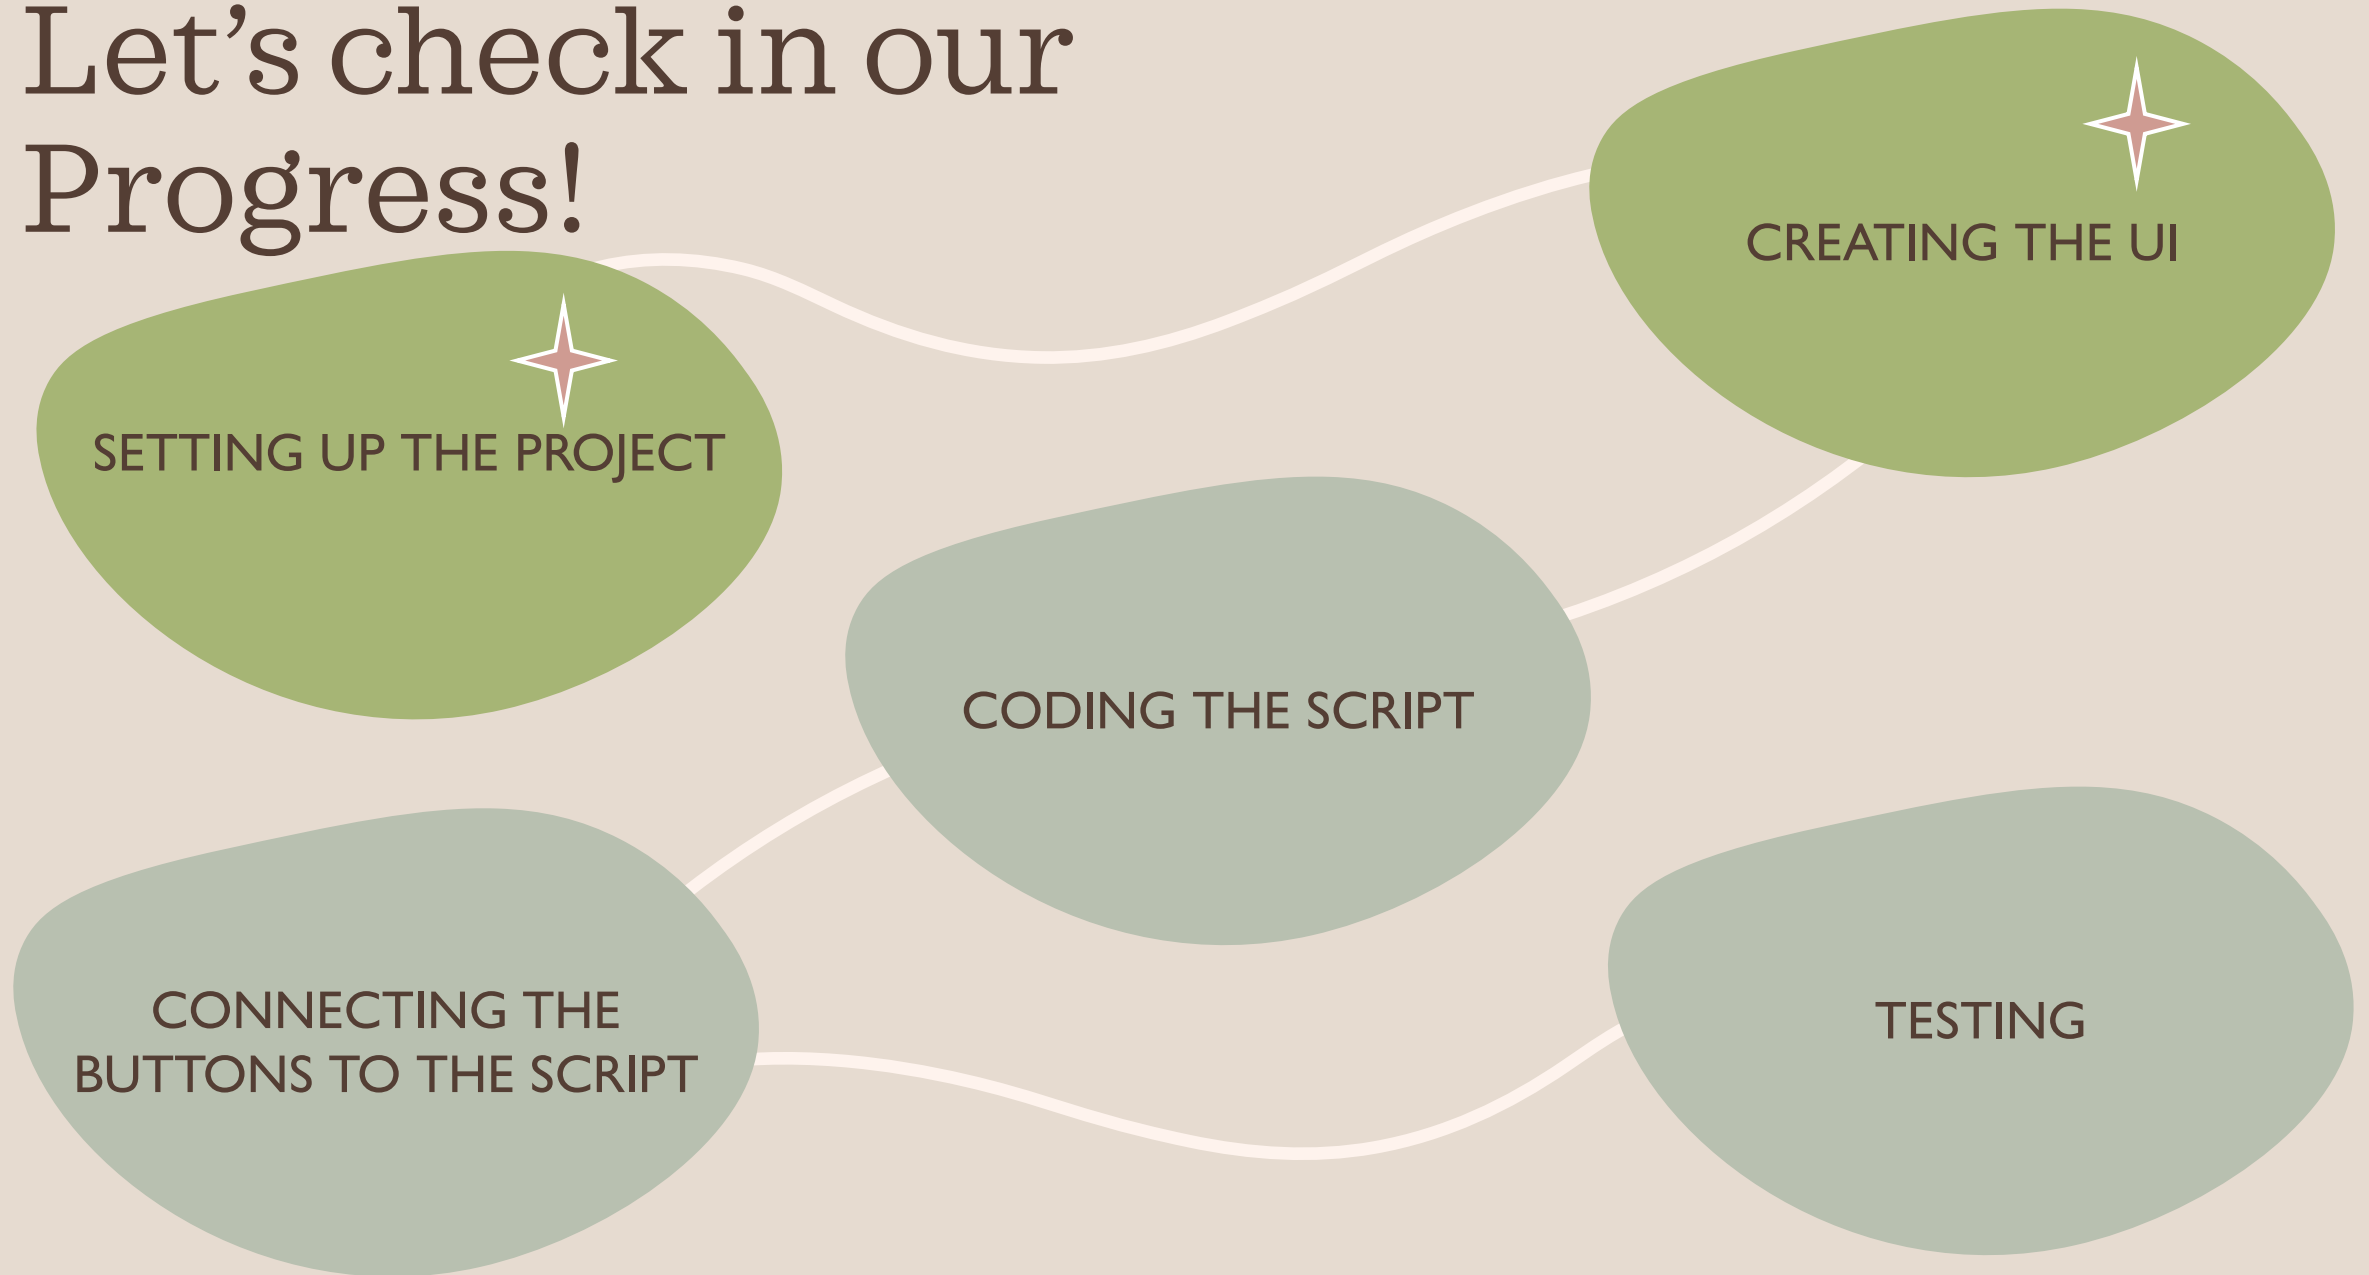 Let's check in our
Progress!
SETTING UP THE PROJECT
CREATING THE UI
CODING THE SCRIPT
CONNECTING THE
BUTTONS TO THE SCRIPT
TESTING